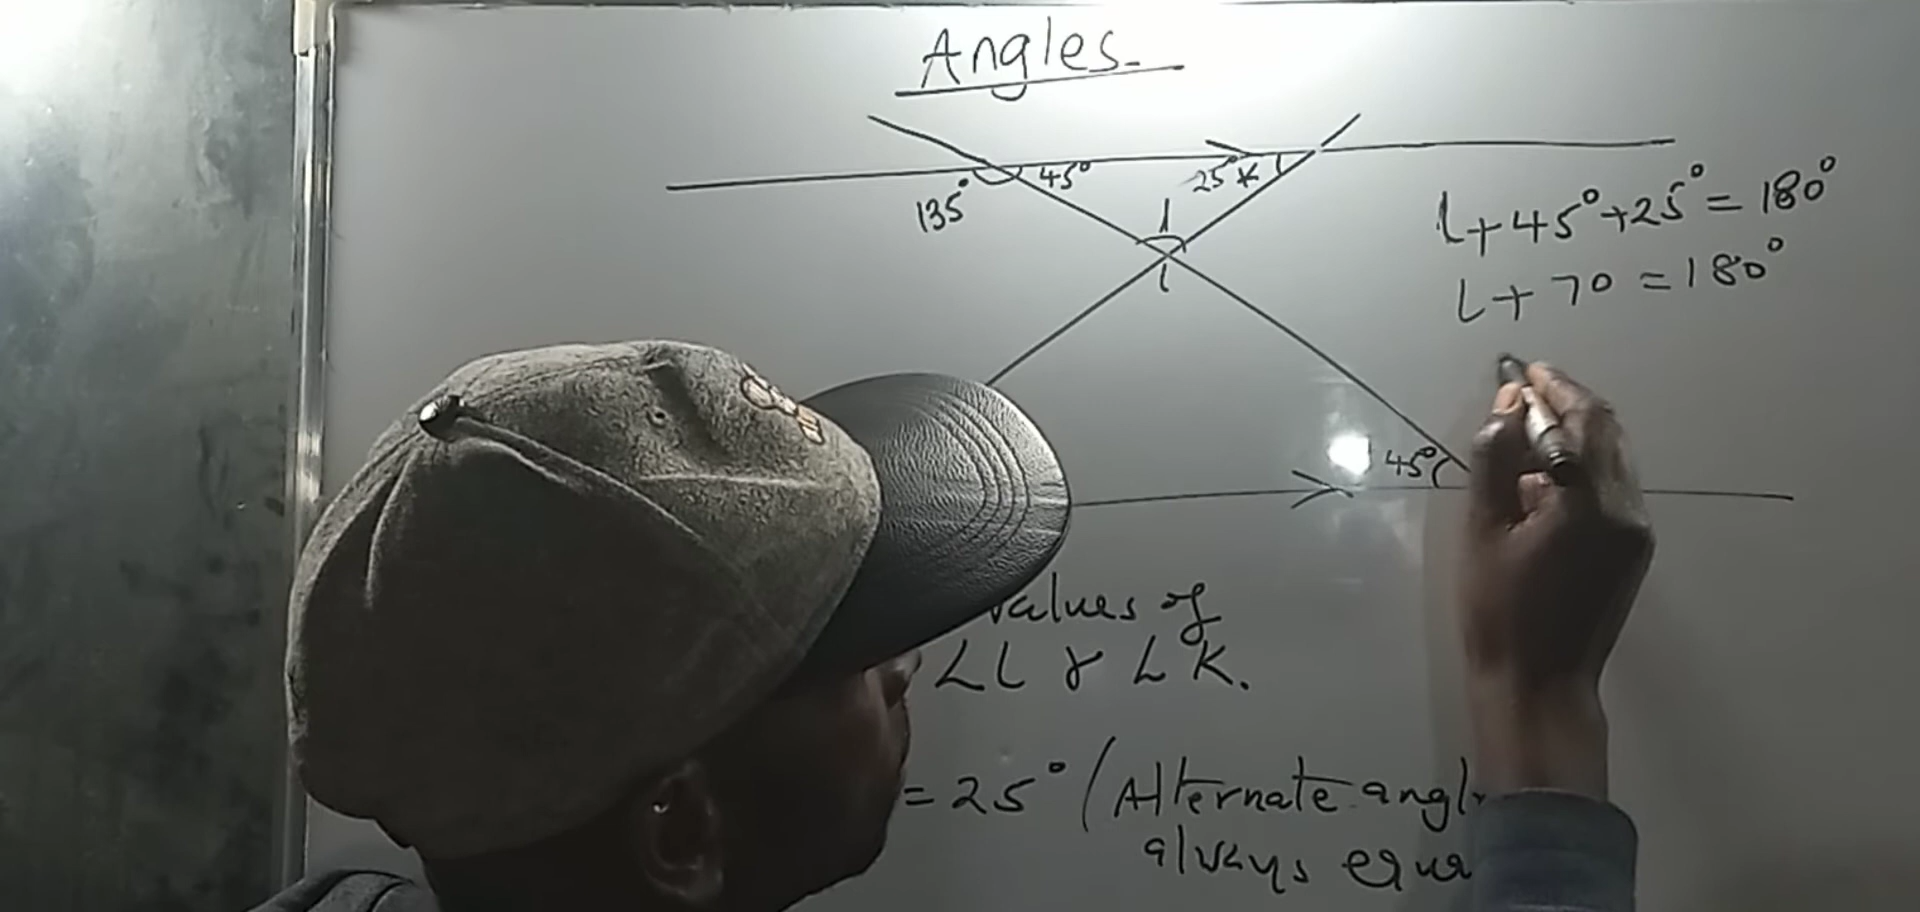 Angles.
45°
25° K
135°
l
l
l + 45° + 25° = 180°
l + 70 = 180°
45°
values of
∠L & ∠K.
= 25° (Alternate angl
always equa